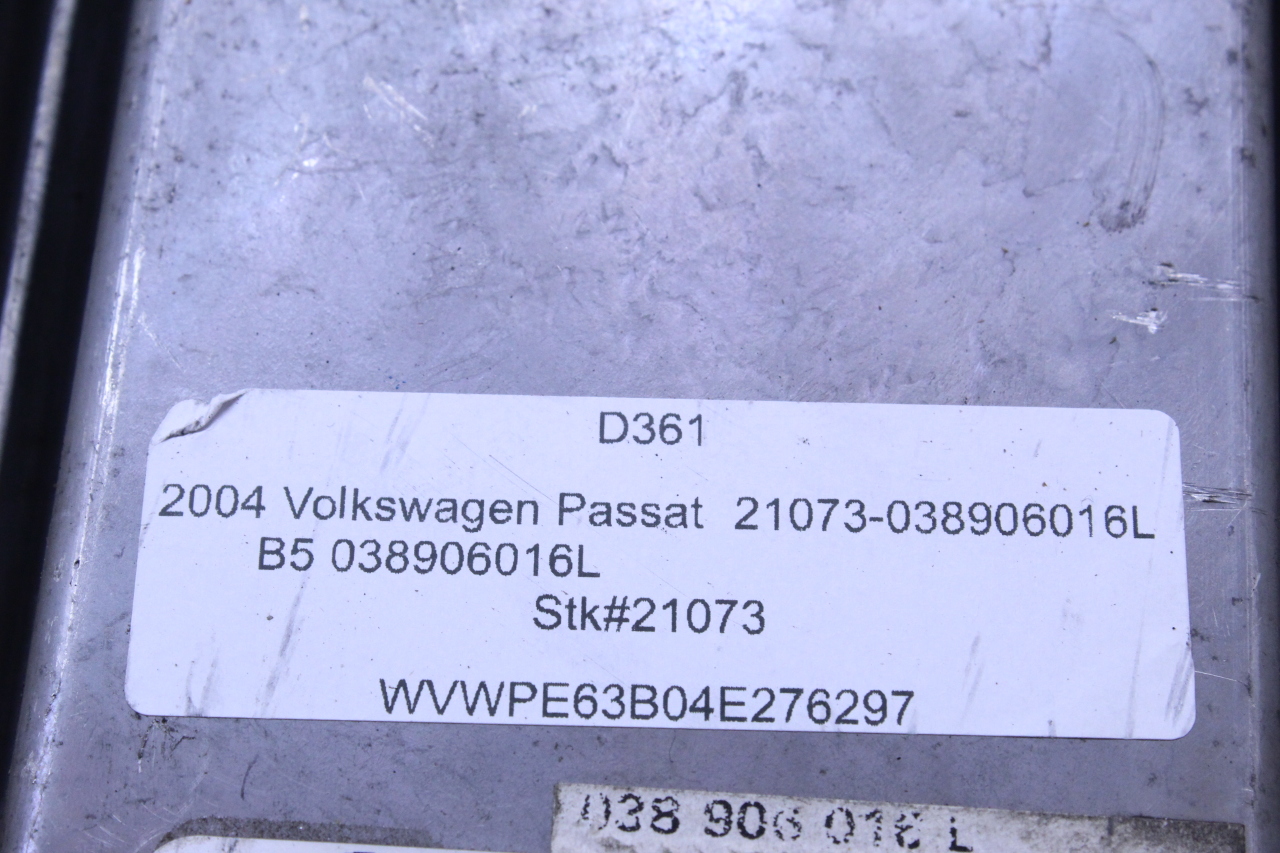 D361
2004 Volkswagen Passat 21073-038906016L
B5 038906016L
Stk#21073
WVWPE63B04E276297
038 906 016 L